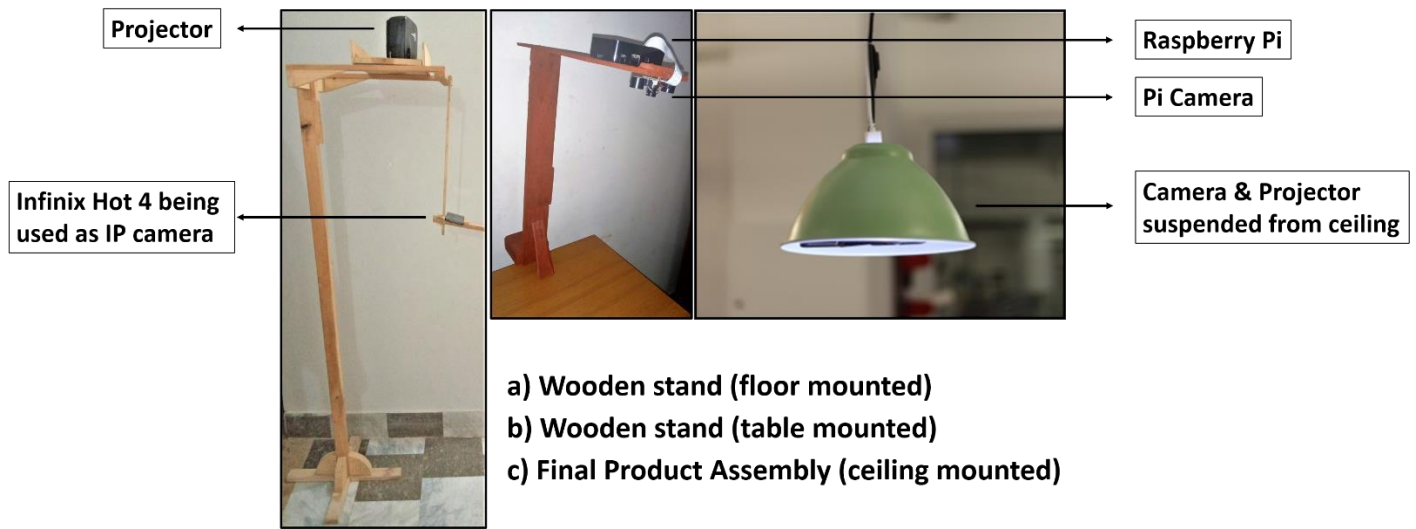 Projector
Infinix Hot 4 being
used as IP camera
Raspberry Pi
Pi Camera
Camera & Projector
suspended from ceiling
a) Wooden stand (floor mounted)
b) Wooden stand (table mounted)
c) Final Product Assembly (ceiling mounted)